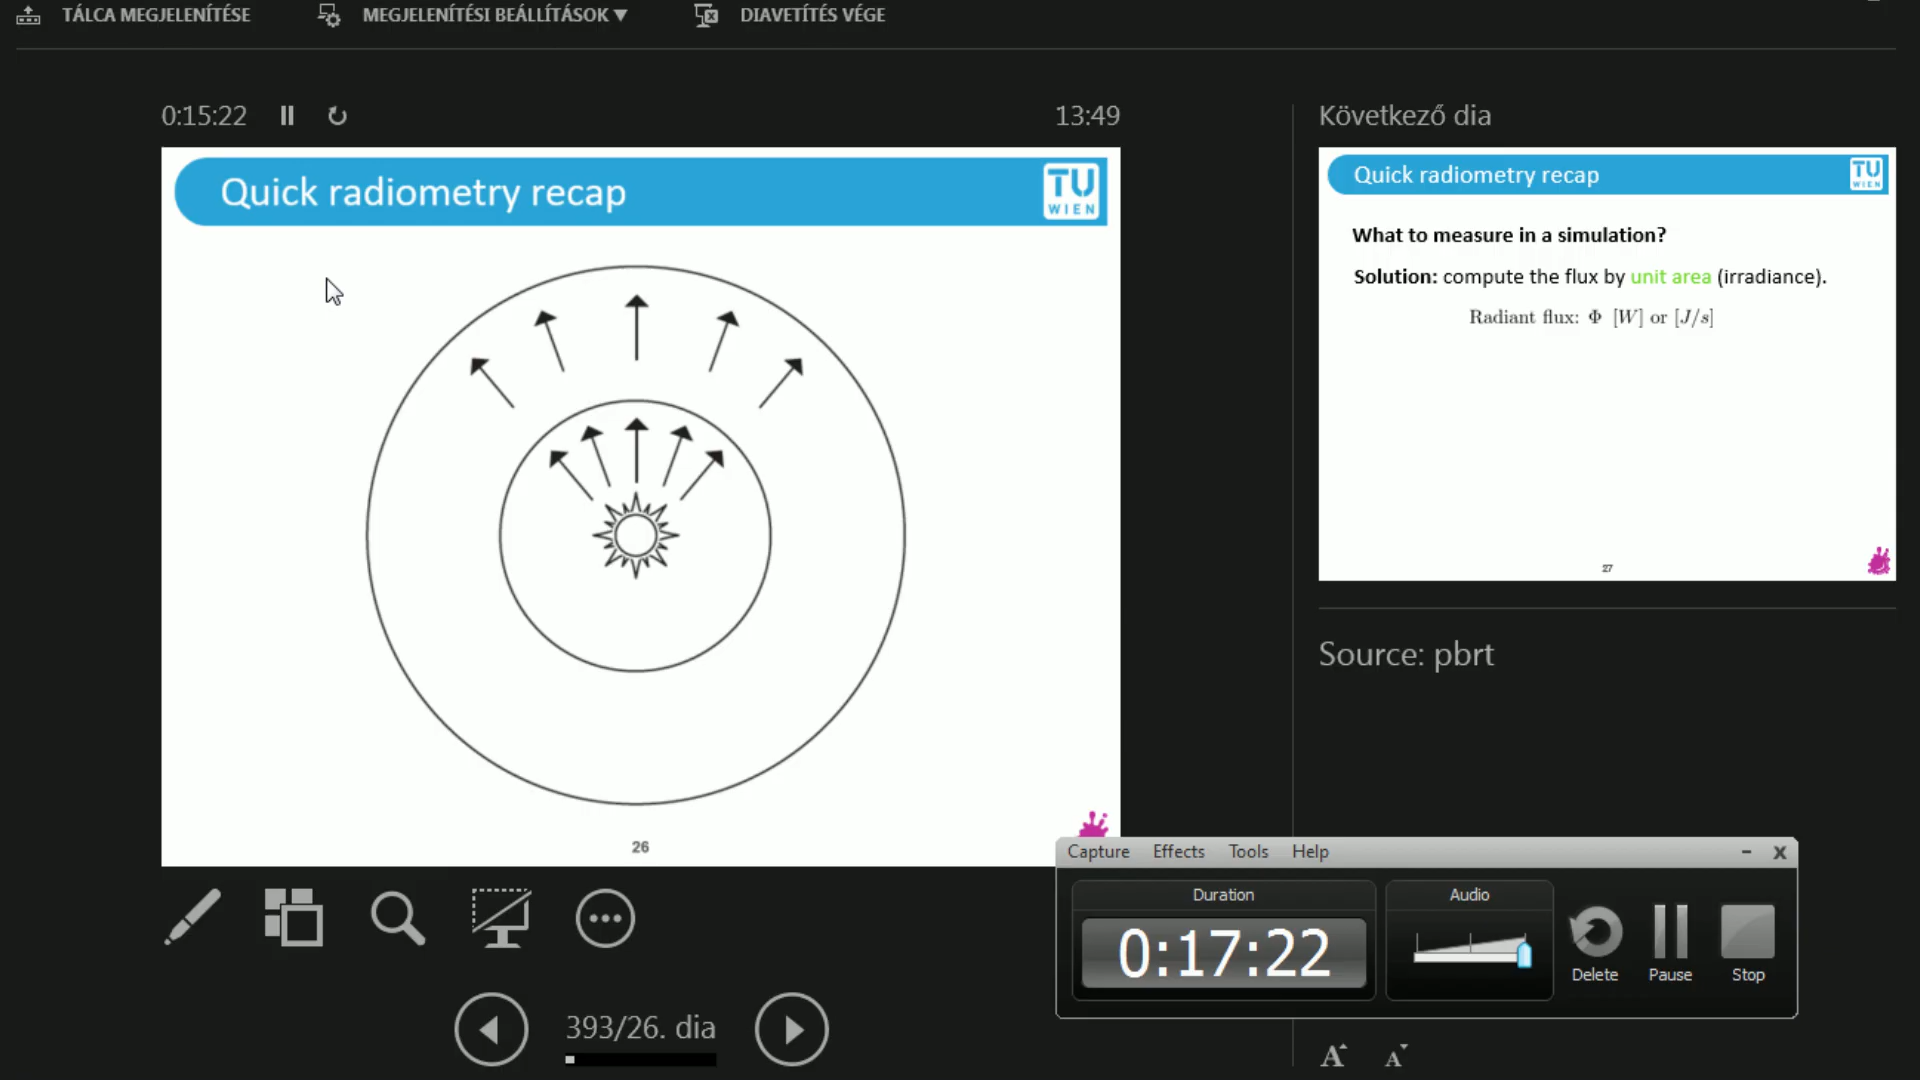 TÁLCA MEGJELENÍTÉSE
MEGJELENÍTÉSI BEÁLLÍTÁSOK ▼
DIAVETÍTÉS VÉGE
0:15:22
13:49
Következő dia
Quick radiometry recap
TU
WIEN
26
Quick radiometry recap
TU
WIEN
What to measure in a simulation?
Solution: compute the flux by unit area (irradiance).
Radiant flux: Φ [W] or [J/s]
27
Source: pbrt
Capture Effects Tools Help
Duration
0:17:22
Audio
Delete
Pause
Stop
393/26. dia
A A